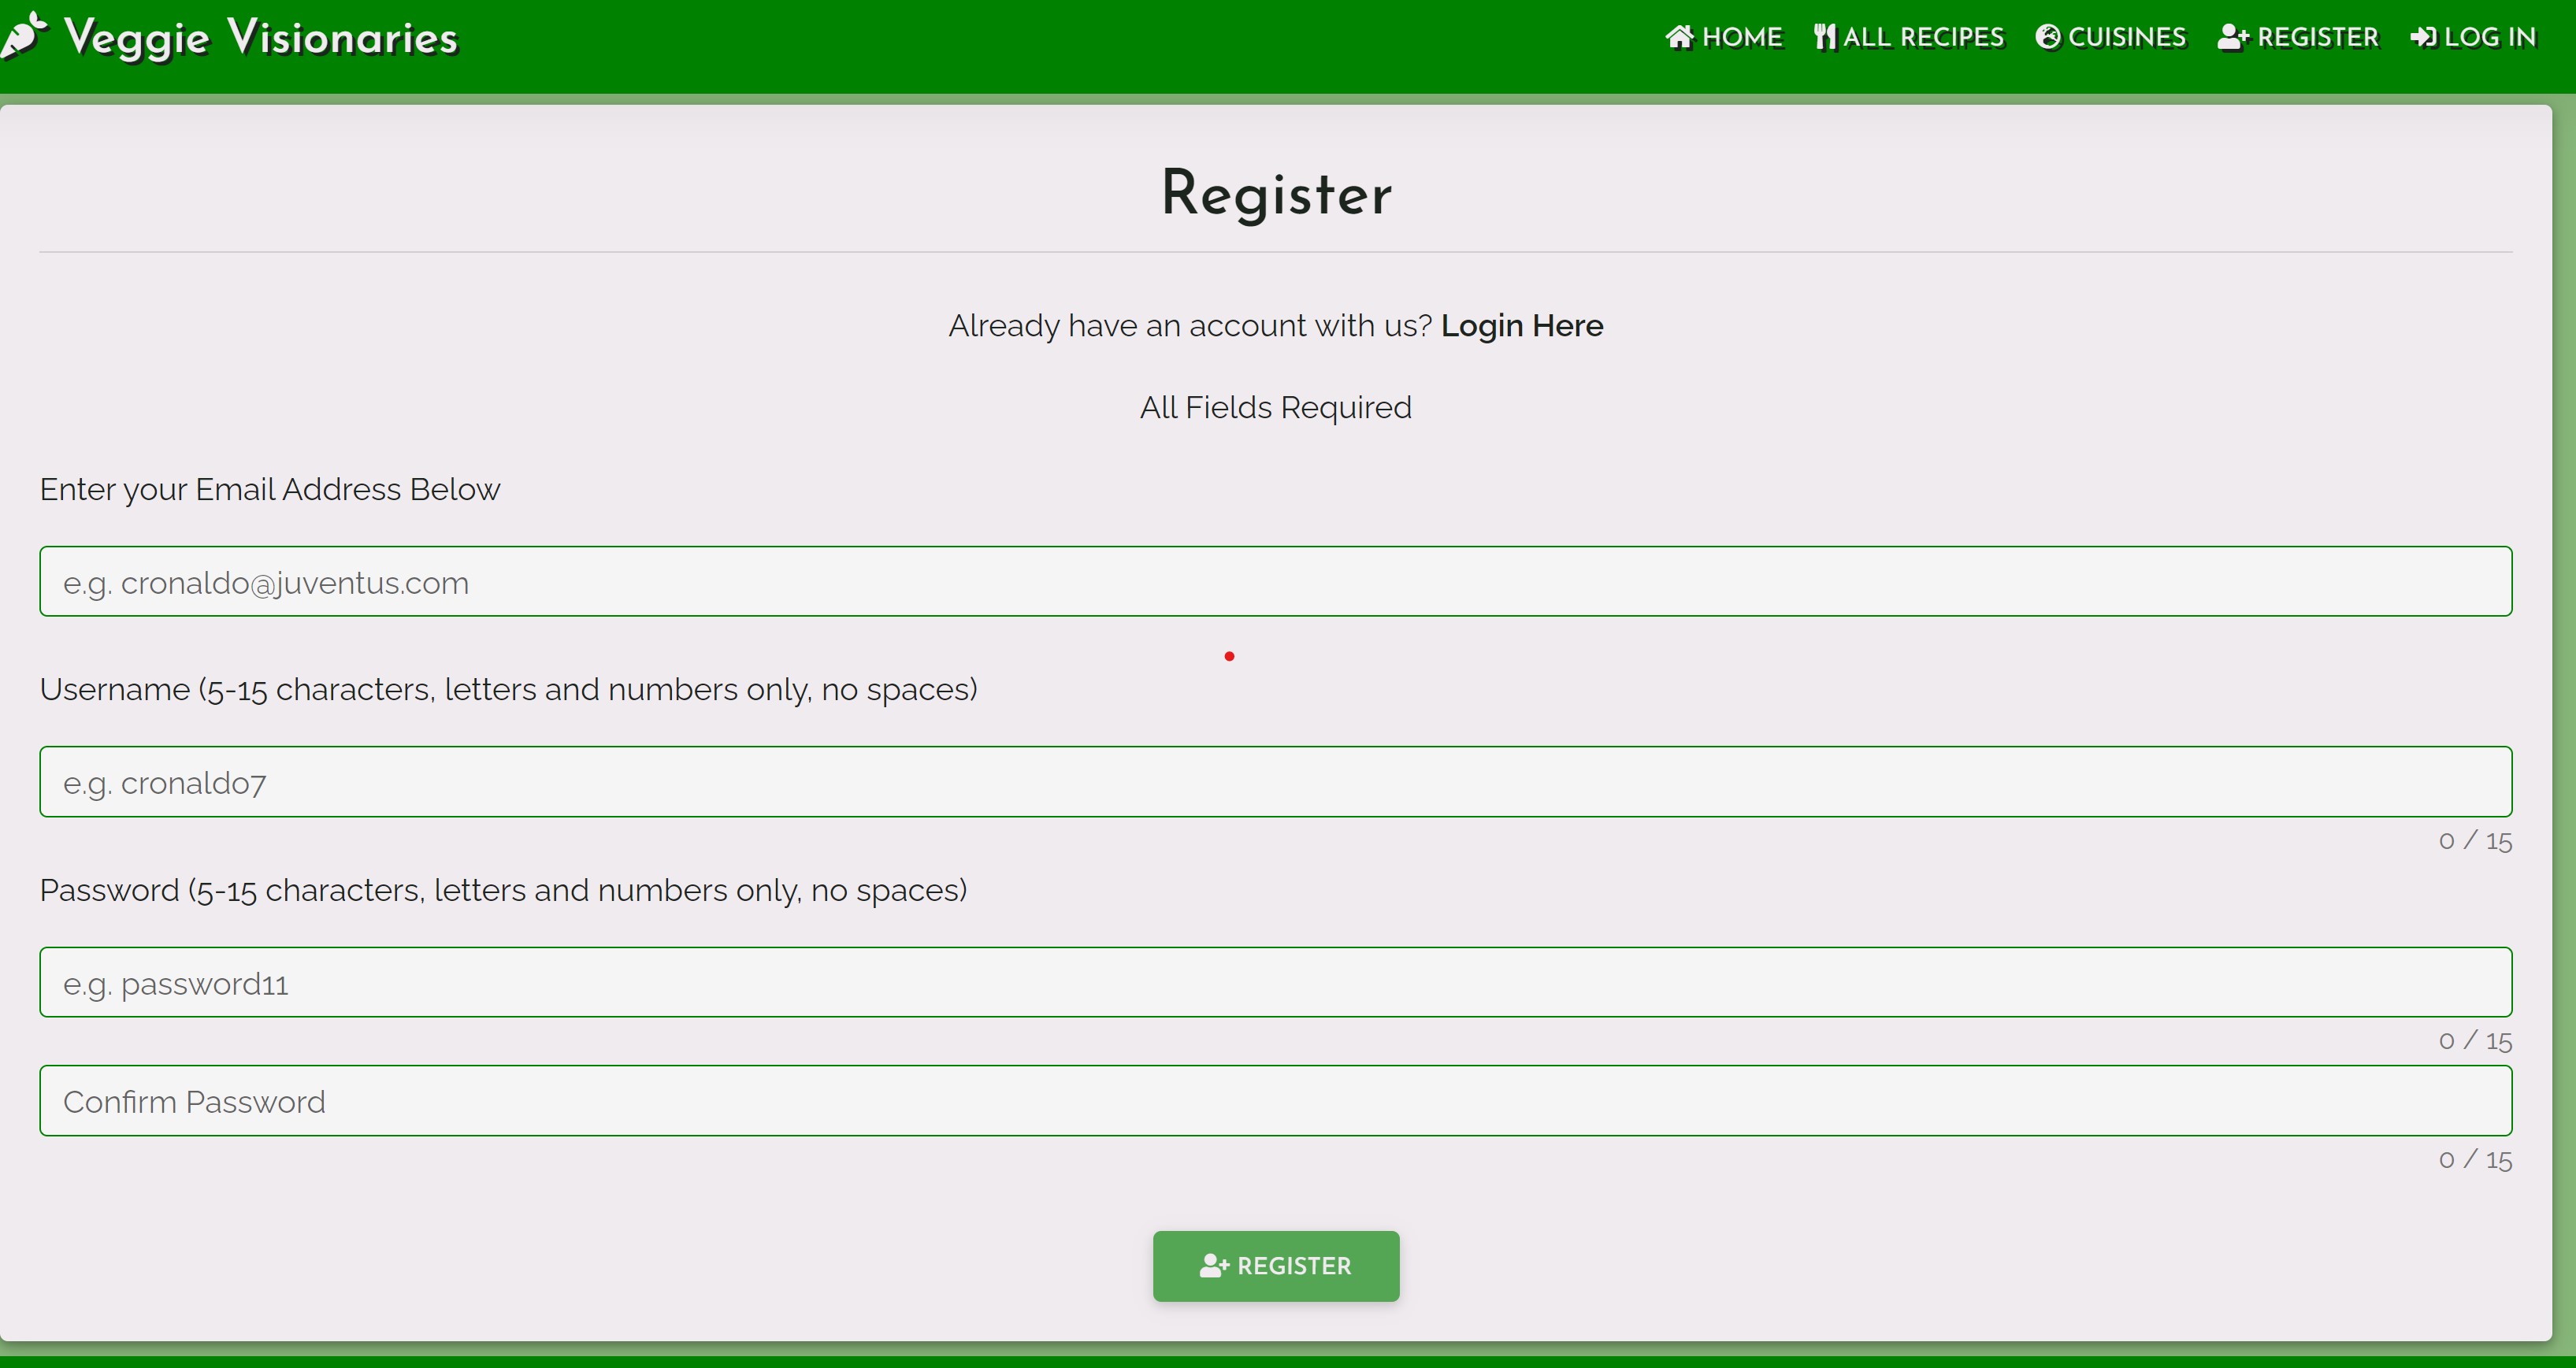 Veggie Visionaries
HOME ALL RECIPES CUISINES REGISTER LOG IN
Register
Already have an account with us? Login Here
All Fields Required
Enter your Email Address Below
e.g. cronaldo@juventus.com
Username (5-15 characters, letters and numbers only, no spaces)
e.g. cronaldo7
0 / 15
Password (5-15 characters, letters and numbers only, no spaces)
e.g. password11
0 / 15
Confirm Password
0 / 15
REGISTER